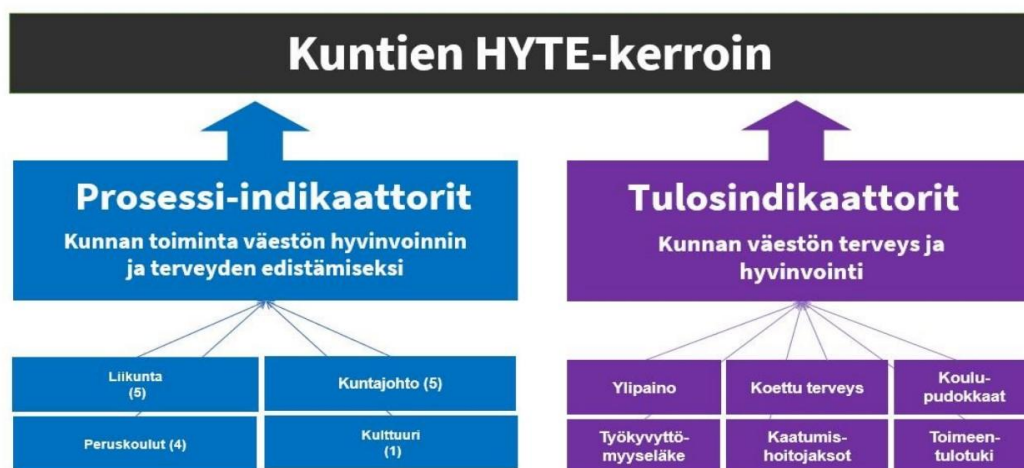 Kuntien HYTE-kerroin
Prosessi-indikaattorit
Kunnan toiminta väestön hyvinvoinnin
ja terveyden edistämiseksi
Tulosindikaattorit
Kunnan väestön terveys ja
hyvinvointi
Liikunta
(5)
Kuntajohto (5)
Peruskoulut (4)
Kulttuuri
(1)
Ylipaino
Koettu terveys
Koulu-
pudokkaat
Työkyvyttö-
myyseläke
Kaatumis-
hoitojaksot
Toimeen-
tulotuki